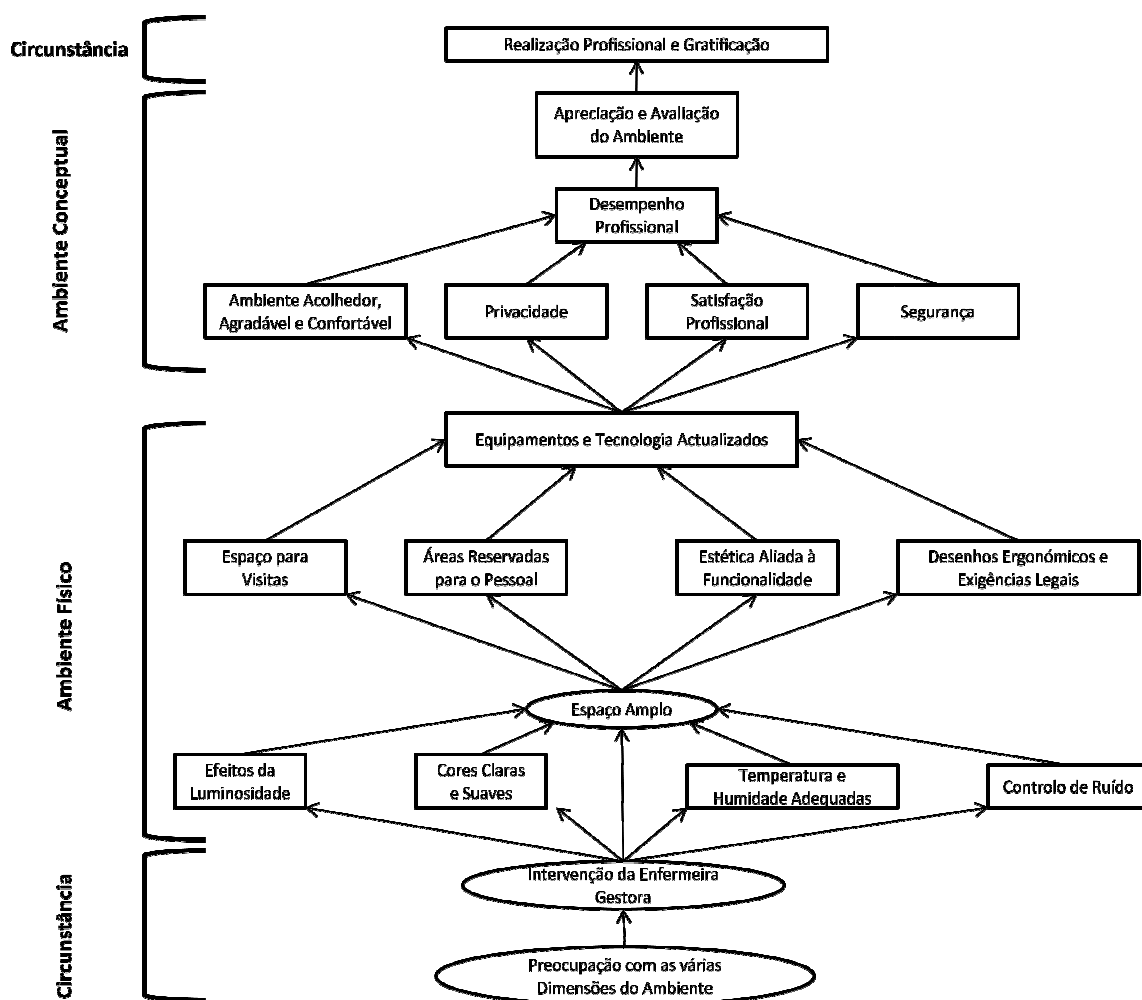 Circunstância
Realização Profissional e Gratificação
Ambiente Conceptual
Apreciação e Avaliação
do Ambiente
Desempenho
Profissional
Ambiente Acolhedor,
Agradável e Confortável
Privacidade
Satisfação
Profissional
Segurança
Ambiente Físico
Equipamentos e Tecnologia Actualizados
Espaço para
Visitas
Áreas Reservadas
para o Pessoal
Estética Aliada à
Funcionalidade
Desenhos Ergonómicos e
Exigências Legais
Espaço Amplo
Efeitos da
Luminosidade
Cores Claras
e Suaves
Temperatura e
Humidade Adequadas
Controlo de Ruído
Circunstância
Intervenção da Enfermeira
Gestora
Preocupação com as várias
Dimensões do Ambiente